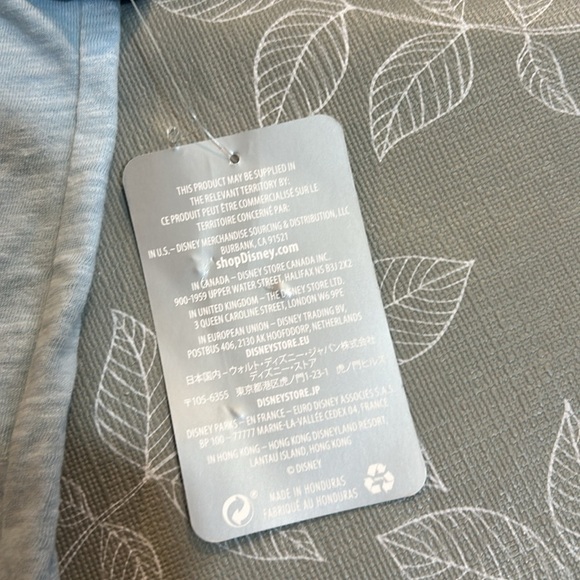 THIS PRODUCT MAY BE SUPPLIED IN
THE RELEVANT TERRITORY BY:
CE PRODUIT PEUT ÊTRE COMMERCIALISÉ SUR LE
TERRITOIRE CONCERNÉ PAR:
IN U.S. – DISNEY MERCHANDISE SOURCING & DISTRIBUTION, LLC
BURBANK, CA 91521
shopDisney.com
IN CANADA – DISNEY STORE CANADA INC.
900-1959 UPPER WATER STREET, HALIFAX NS B3J 2X2
IN UNITED KINGDOM – THE DISNEY STORE LTD.
3 QUEEN CAROLINE STREET, LONDON W6 9PE
IN EUROPEAN UNION – DISNEY TRADING BV,
POSTBUS 406, 2130 AK HOOFDDORP, NETHERLANDS
DISNEYSTORE.EU
日本国内 – ウォルト・ディズニー・ジャパン株式会社
ディズニー・ストア
〒105-6355 東京都港区虎ノ門1-23-1 虎ノ門ヒルズ
DISNEYSTORE.JP
DISNEY PARKS – EN FRANCE – EURO DISNEY ASSOCIÉS S.A.S.
BP 100 – 77777 MARNE-LA-VALLÉE CEDEX 04, FRANCE
IN HONG KONG – HONG KONG DISNEYLAND RESORT,
LANTAU ISLAND, HONG KONG
© DISNEY
MADE IN HONDURAS
FABRIQUÉ AU HONDURAS